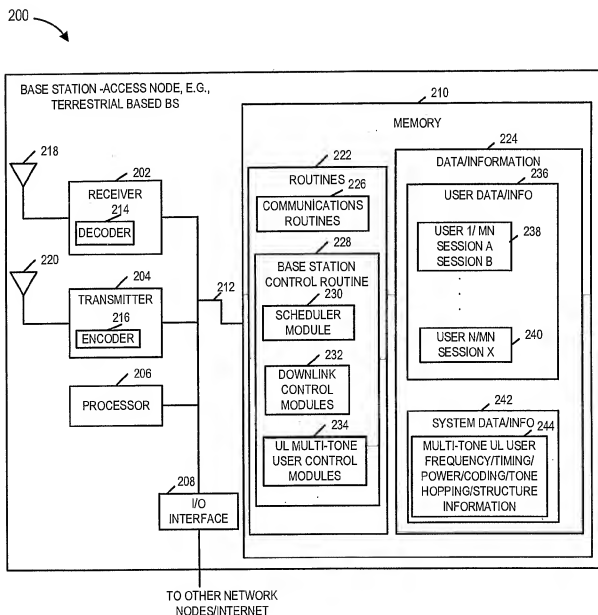 200
BASE STATION -ACCESS NODE, E.G.,
TERRESTRIAL BASED BS
218
202
RECEIVER
214
DECODER
220
204
TRANSMITTER
216
ENCODER
206
PROCESSOR
208
I/O
INTERFACE
TO OTHER NETWORK
NODES/INTERNET
212
210
MEMORY
222
ROUTINES
226
COMMUNICATIONS
ROUTINES
228
BASE STATION
CONTROL ROUTINE
230
SCHEDULER
MODULE
232
DOWNLINK
CONTROL
MODULES
234
UL MULTI-TONE
USER CONTROL
MODULES
224
DATA/INFORMATION
236
USER DATA/INFO
USER 1/ MN
SESSION A
SESSION B
238
USER N/MN
SESSION X
240
242
SYSTEM DATA/INFO
244
MULTI-TONE UL USER
FREQUENCY/TIMING/
POWER/CODING/TONE
HOPPING/STRUCTURE
INFORMATION